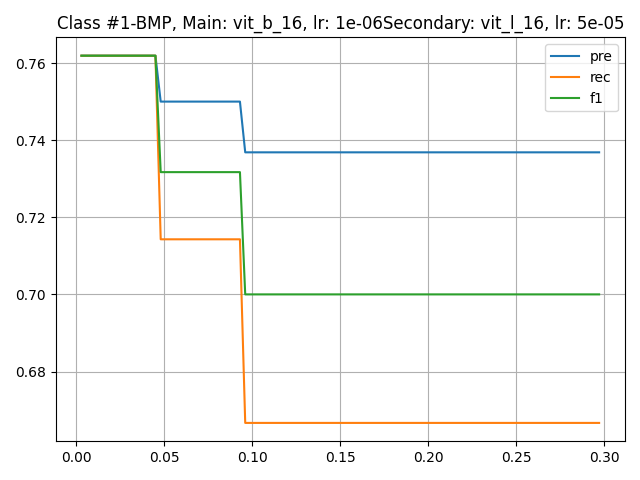 Class #1-BMP, Main: vit_b_16, lr: 1e-06Secondary: vit_l_16, lr: 5e-05
pre
rec
f1
0.76
0.74
0.72
0.70
0.68
0.00 0.05 0.10 0.15 0.20 0.25 0.30